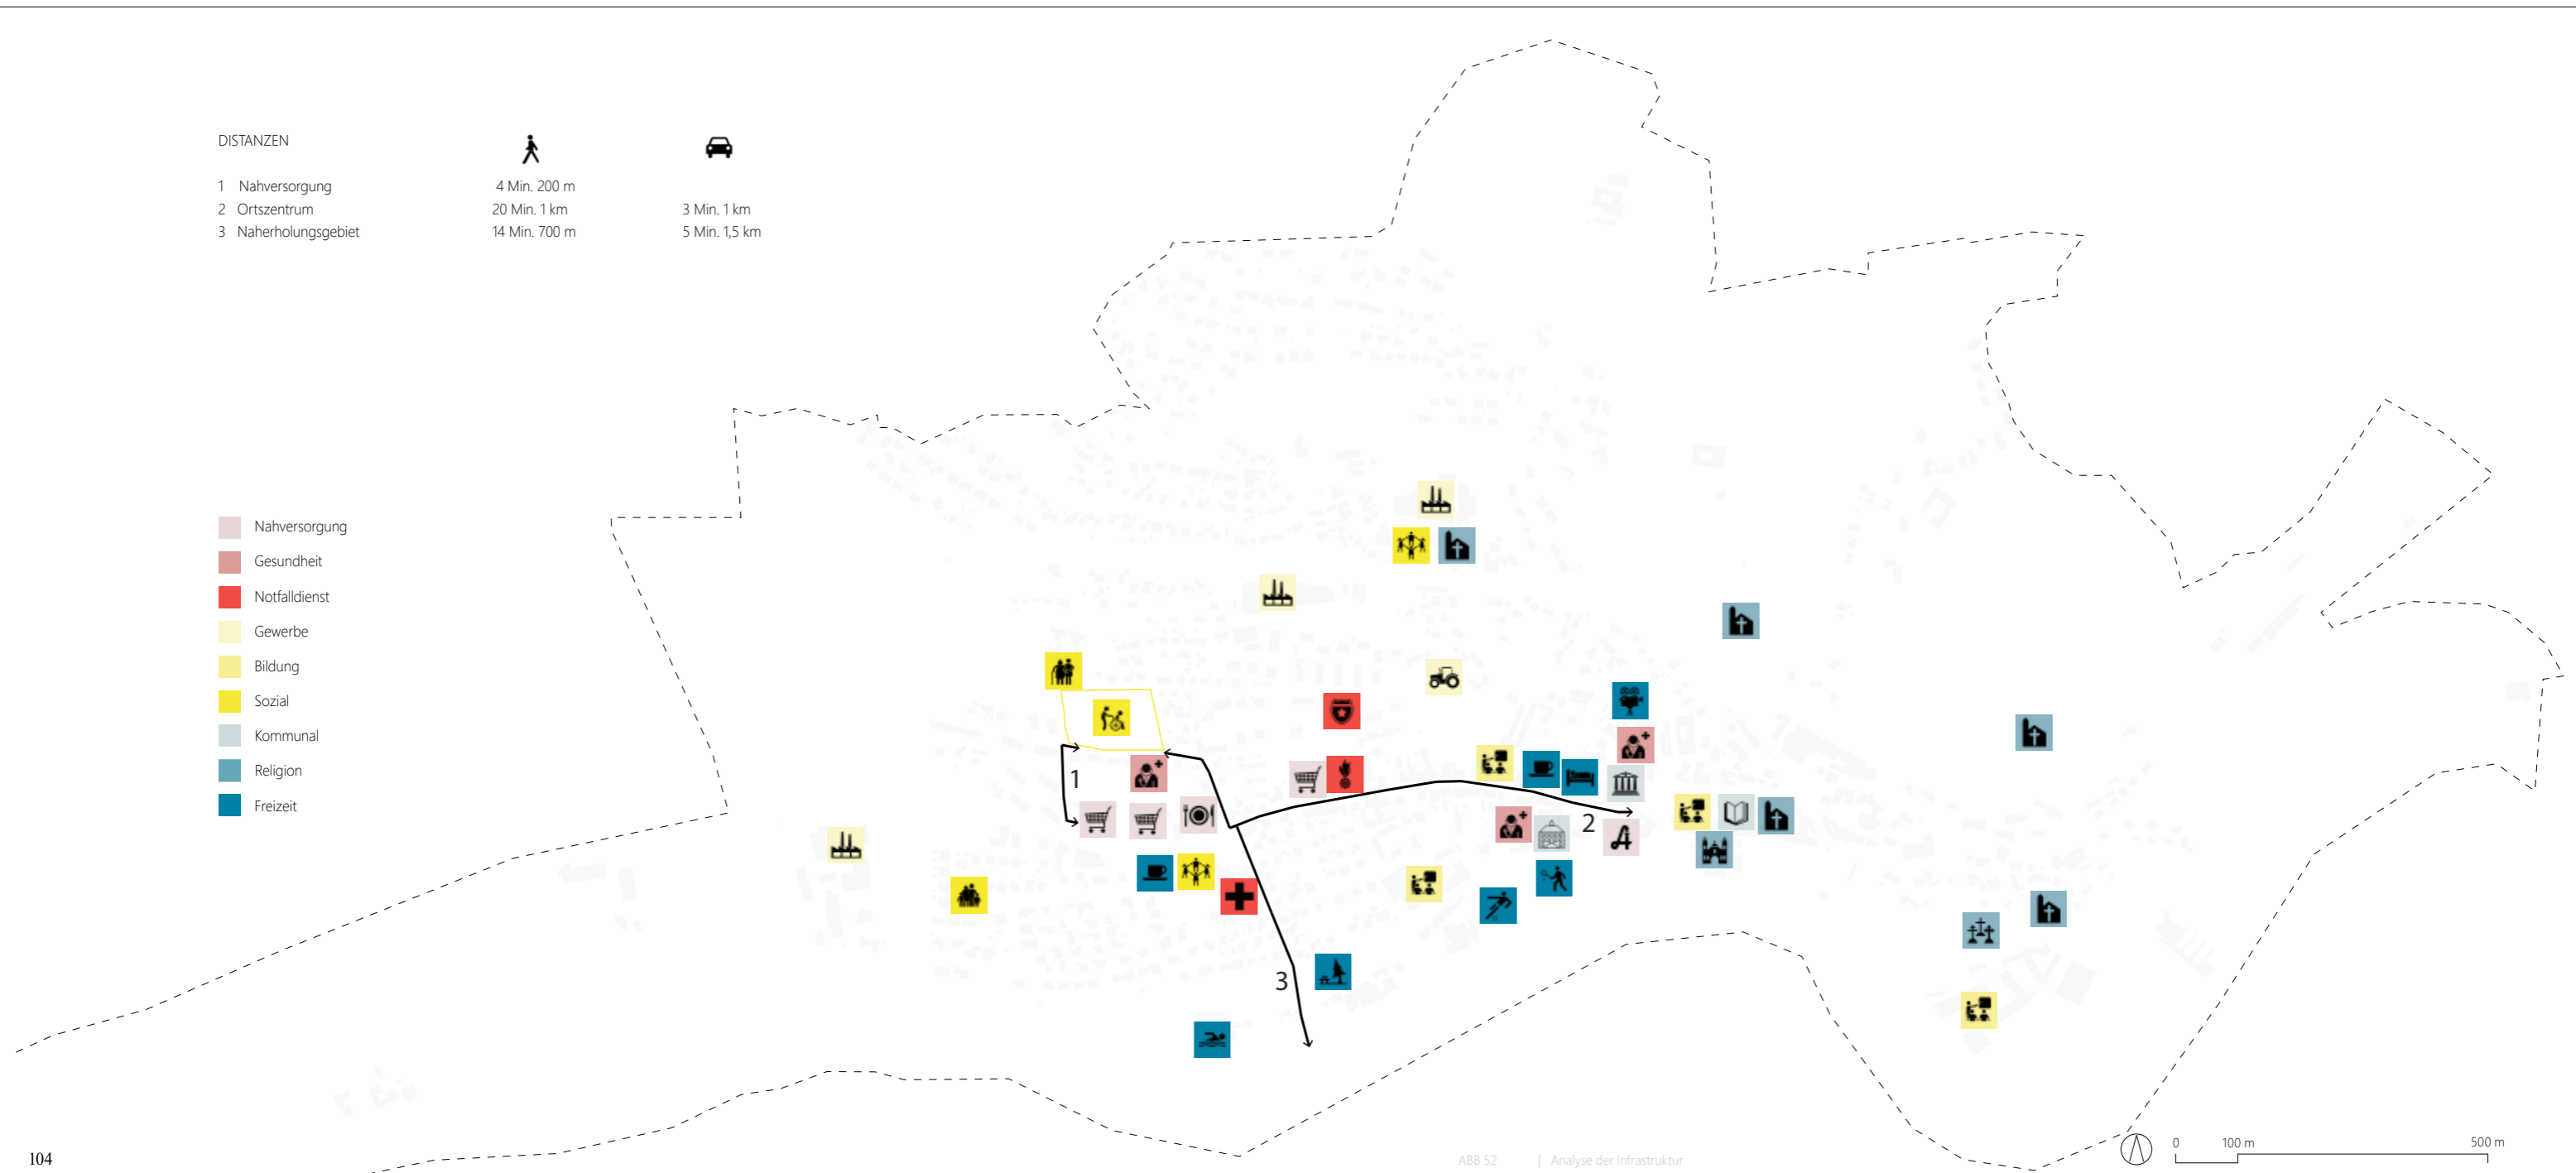 DISTANZEN
1 Nahversorgung 4 Min. 200 m
2 Ortszentrum 20 Min. 1 km 3 Min. 1 km
3 Naherholungsgebiet 14 Min. 700 m 5 Min. 1,5 km
Nahversorgung
Gesundheit
Notfalldienst
Gewerbe
Bildung
Sozial
Kommunal
Religion
Freizeit
1
2
3
104
ABB 52 | Analyse der Infrastruktur
0 100 m 500 m